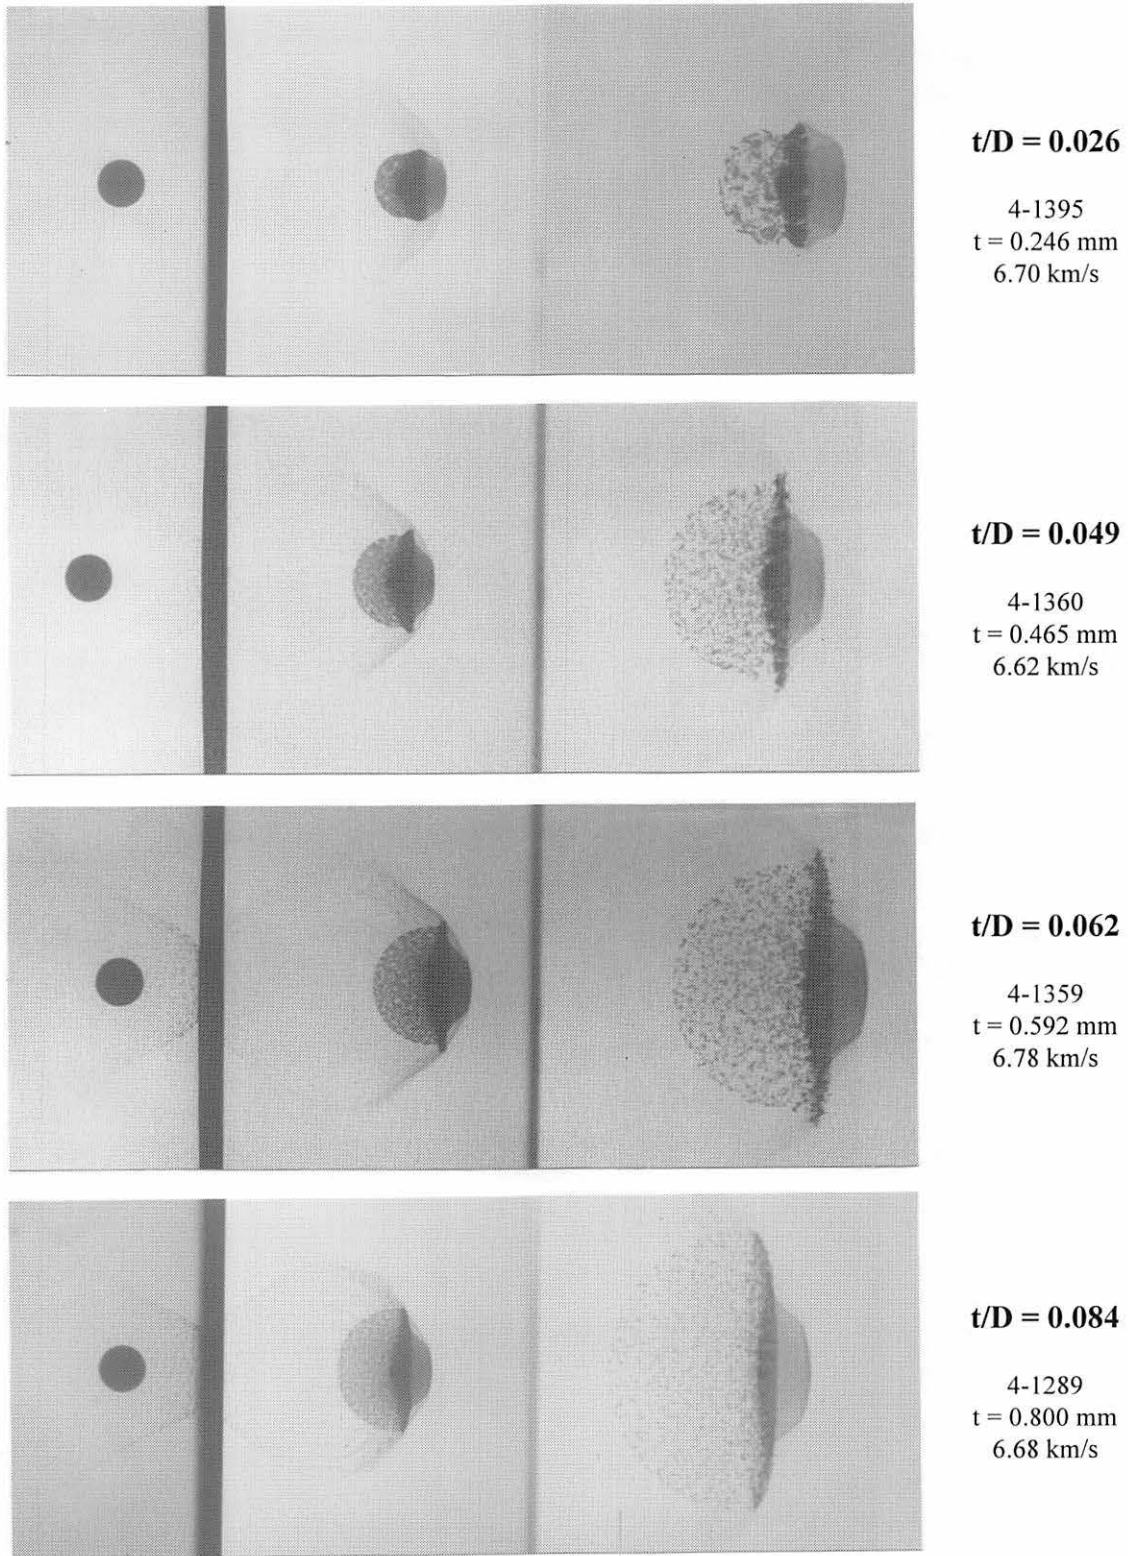 t/D = 0.026
4-1395
t = 0.246 mm
6.70 km/s
t/D = 0.049
4-1360
t = 0.465 mm
6.62 km/s
t/D = 0.062
4-1359
t = 0.592 mm
6.78 km/s
t/D = 0.084
4-1289
t = 0.800 mm
6.68 km/s